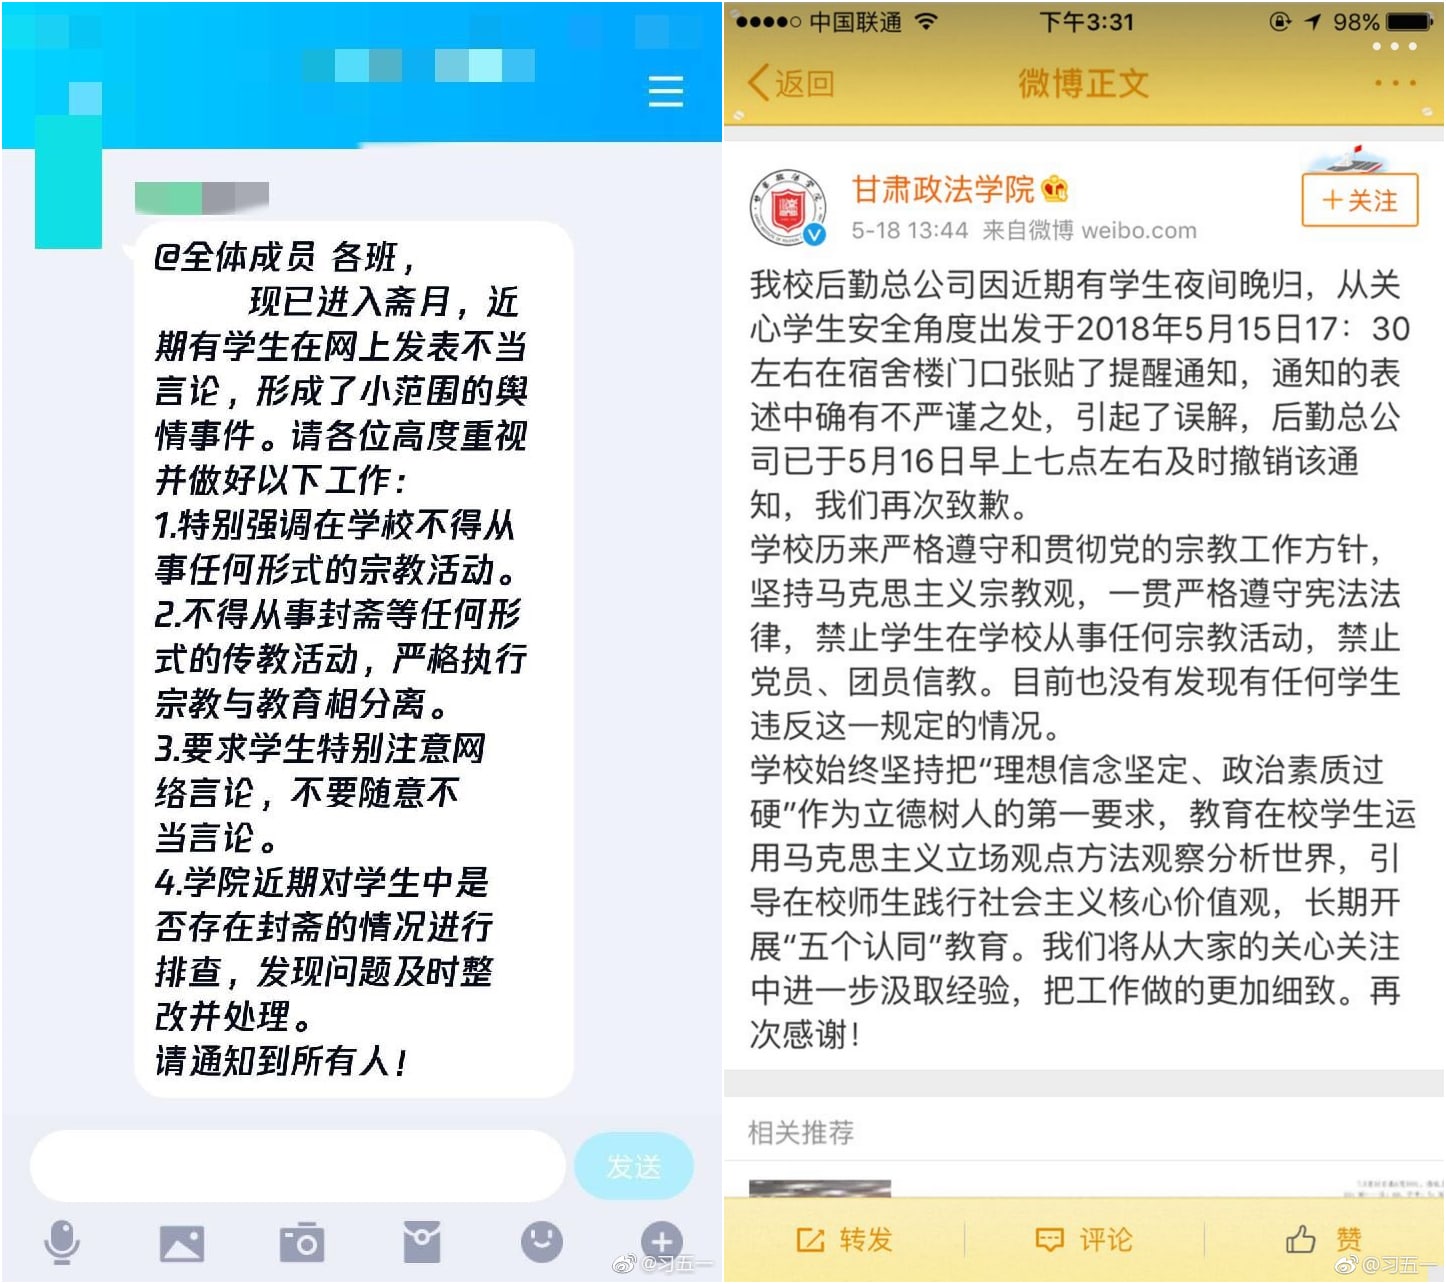 @全体成员 各班，
现已进入斋月，近
期有学生在网上发表不当
言论，形成了小范围的舆
情事件。请各位高度重视
并做好以下工作：
1.特别强调在学校不得从
事任何形式的宗教活动。
2.不得从事封斋等任何形
式的传教活动，严格执行
宗教与教育相分离。
3.要求学生特别注意网
络言论，不要随意不
当言论。
4.学院近期对学生中是
否存在封斋的情况进行
排查，发现问题及时整
改并处理。
请通知到所有人！
发送
@习五一
中国联通 下午3:31 98%
返回 微博正文
甘肃政法学院
+关注
5-18 13:44 来自微博 weibo.com
我校后勤总公司因近期有学生夜间晚归，从关
心学生安全角度出发于2018年5月15日17：30
左右在宿舍楼门口张贴了提醒通知，通知的表
述中确有不严谨之处，引起了误解，后勤总公
司已于5月16日早上七点左右及时撤销该通
知，我们再次致歉。
学校历来严格遵守和贯彻党的宗教工作方针，
坚持马克思主义宗教观，一贯严格遵守宪法法
律，禁止学生在学校从事任何宗教活动，禁止
党员、团员信教。目前也没有发现有任何学生
违反这一规定的情况。
学校始终坚持把“理想信念坚定、政治素质过
硬”作为立德树人的第一要求，教育在校学生运
用马克思主义立场观点方法观察分析世界，引
导在校师生践行社会主义核心价值观，长期开
展“五个认同”教育。我们将从大家的关心关注
中进一步汲取经验，把工作做的更加细致。再
次感谢！
相关推荐
转发 评论 赞
@习五一